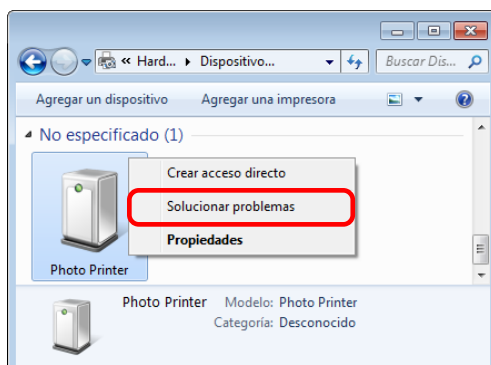 « Hard... ▸ Dispositivo... Buscar Dis...
Agregar un dispositivo Agregar una impresora
No especificado (1)
Crear acceso directo
Solucionar problemas
Propiedades
Photo Printer
Photo Printer Modelo: Photo Printer
Categoría: Desconocido